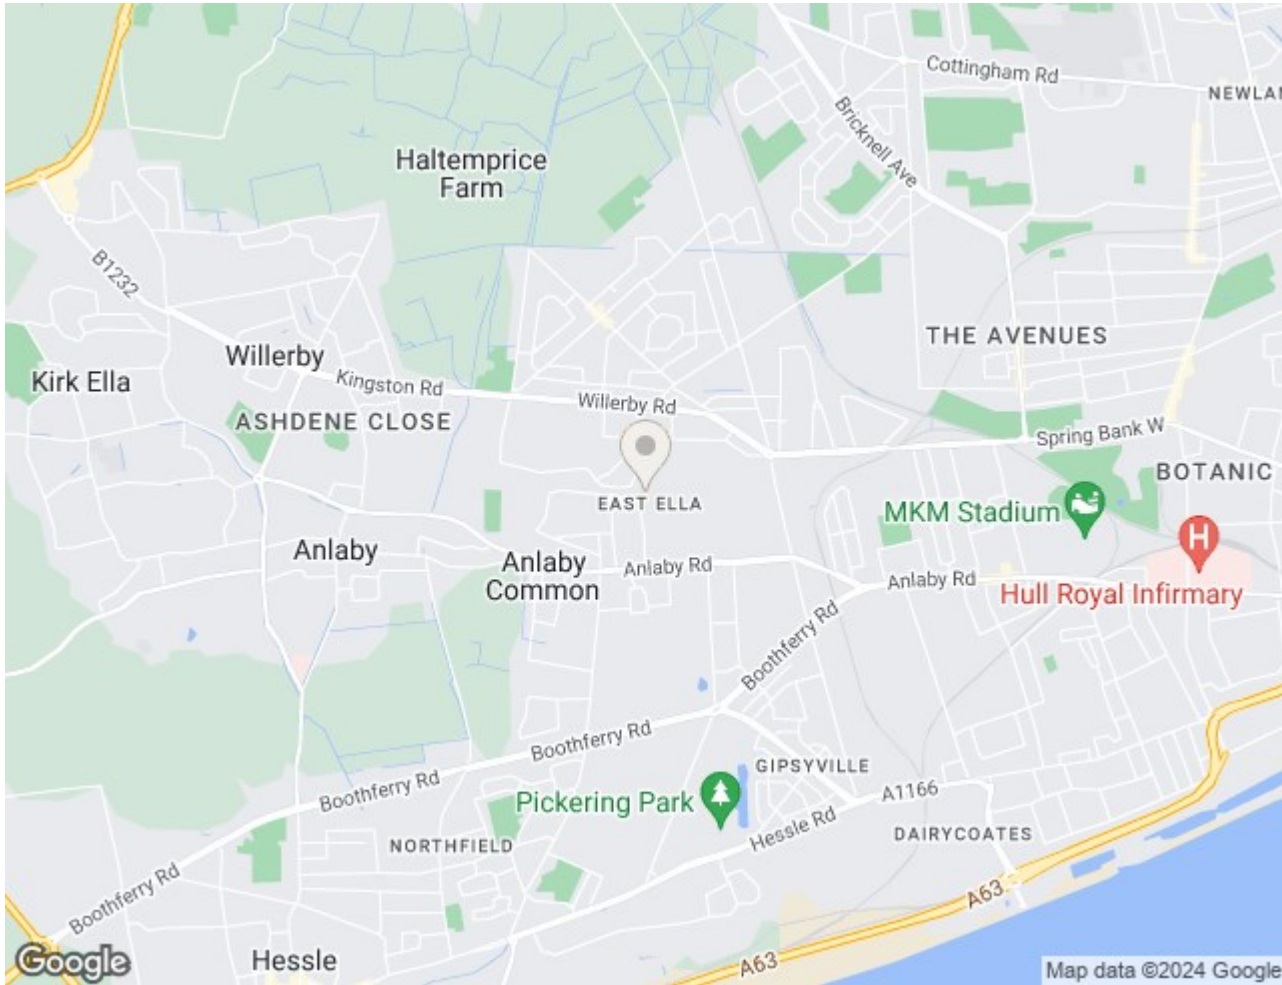 Cottingham Rd
NEWLAN
Bricknell Ave
Haltemprice
Farm
B1232
THE AVENUES
Willerby
Kirk Ella
Kingston Rd
Willerby Rd
ASHDENE CLOSE
Spring Bank W
BOTANIC
EAST ELLA
MKM Stadium
H
Anlaby
Anlaby
Common
Anlaby Rd
Anlaby Rd
Hull Royal Infirmary
Boothferry Rd
Boothferry Rd
GIPSYVILLE
Boothferry Rd
Pickering Park
A1166
Hessle Rd
DAIRYCOATES
NORTHFIELD
Boothferry Rd
A63
Hessle
A63
Google
Map data ©2024 Google